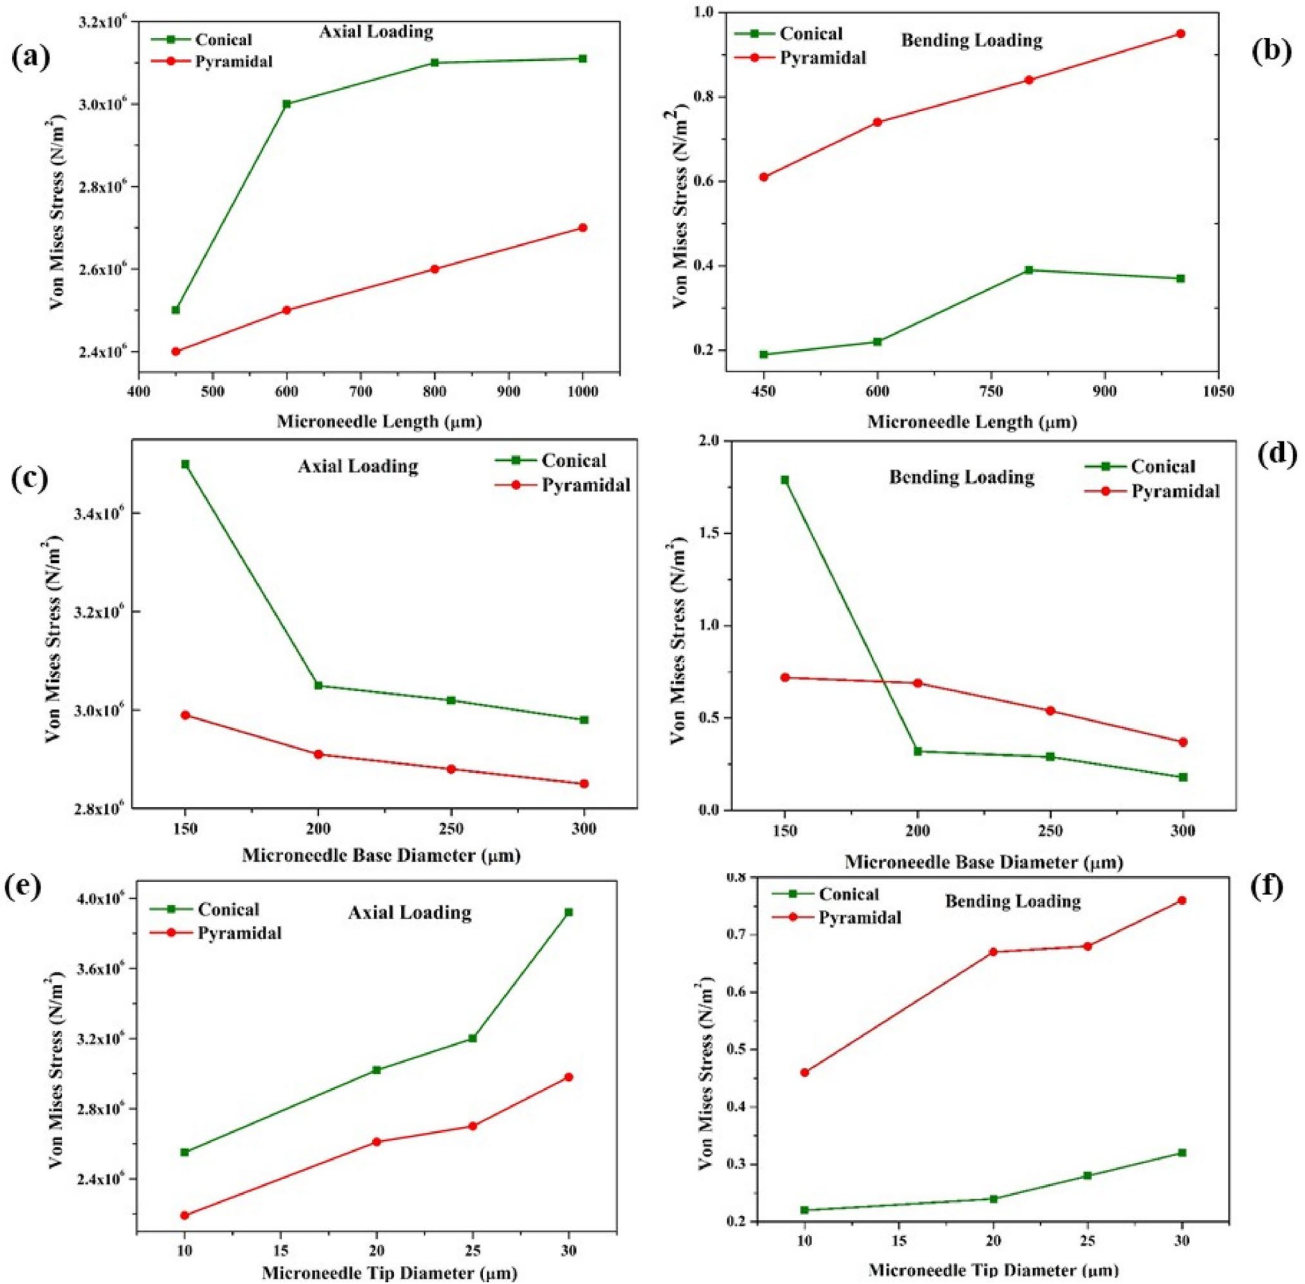 (a)
Axial Loading
Conical
Pyramidal
3.2x10⁶
3.0x10⁶
2.8x10⁶
2.6x10⁶
2.4x10⁶
Von Mises Stress (N/m²)
400 500 600 700 800 900 1000
Microneedle Length (μm)
(b)
Bending Loading
Conical
Pyramidal
1.0
0.8
0.6
0.4
0.2
Von Mises Stress (N/m²)
450 600 750 900 1050
Microneedle Length (μm)
(c)
Axial Loading
Conical
Pyramidal
3.4x10⁶
3.2x10⁶
3.0x10⁶
2.8x10⁶
Von Mises Stress (N/m²)
150 200 250 300
Microneedle Base Diameter (μm)
(d)
Bending Loading
Conical
Pyramidal
2.0
1.5
1.0
0.5
0.0
Von Mises Stress (N/m²)
150 200 250 300
Microneedle Base Diameter (μm)
(e)
Axial Loading
Conical
Pyramidal
4.0x10⁶
3.6x10⁶
3.2x10⁶
2.8x10⁶
2.4x10⁶
Von Mises Stress (N/m²)
10 15 20 25 30
Microneedle Tip Diameter (μm)
(f)
Bending Loading
Conical
Pyramidal
0.8
0.7
0.6
0.5
0.4
0.3
0.2
Von Mises Stress (N/m²)
10 15 20 25 30
Microneedle Tip Diameter (μm)